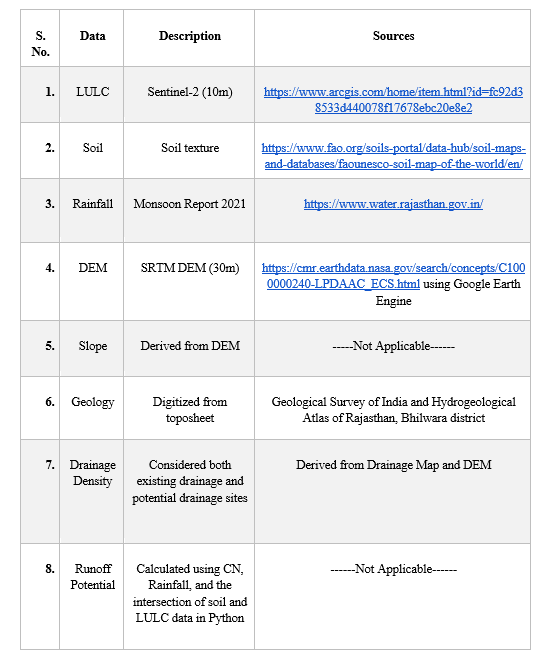 S.
No.
Data
Description
Sources
1.
LULC
Sentinel-2 (10m)
https://www.arcgis.com/home/item.html?id=fc92d3
8533d440078f17678ebc20e8e2
2.
Soil
Soil texture
https://www.fao.org/soils-portal/data-hub/soil-maps-
and-databases/faounesco-soil-map-of-the-world/en/
3.
Rainfall
Monsoon Report 2021
https://www.water.rajasthan.gov.in/
4.
DEM
SRTM DEM (30m)
https://cmr.earthdata.nasa.gov/search/concepts/C100
0000240-LPDAAC_ECS.html using Google Earth
Engine
5.
Slope
Derived from DEM
-----Not Applicable------
6.
Geology
Digitized from
toposheet
Geological Survey of India and Hydrogeological
Atlas of Rajasthan, Bhilwara district
7.
Drainage
Density
Considered both
existing drainage and
potential drainage sites
Derived from Drainage Map and DEM
8.
Runoff
Potential
Calculated using CN,
Rainfall, and the
intersection of soil and
LULC data in Python
------Not Applicable------